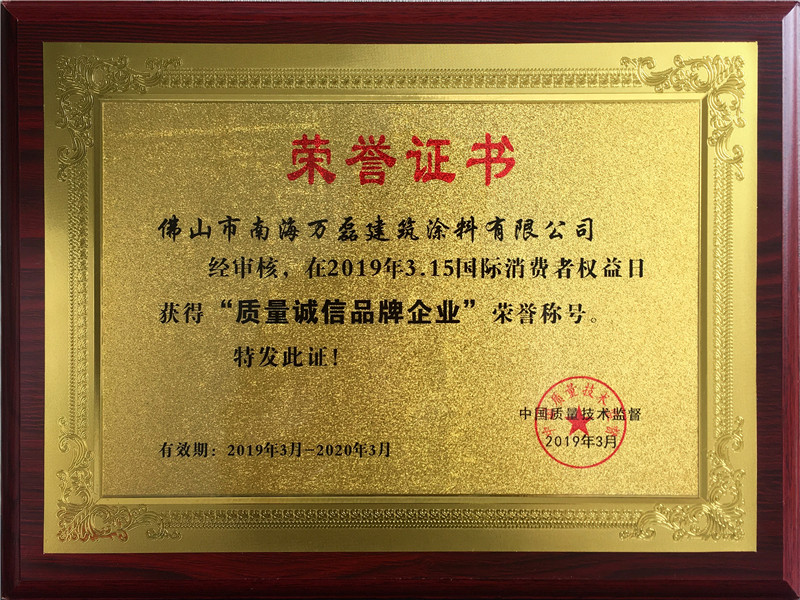 荣誉证书
佛山市南海万磊建筑涂料有限公司
经审核，在2019年3.15国际消费者权益日
获得“质量诚信品牌企业”荣誉称号。
特发此证！
中国质量技术监督
2019年3月
有效期：2019年3月-2020年3月